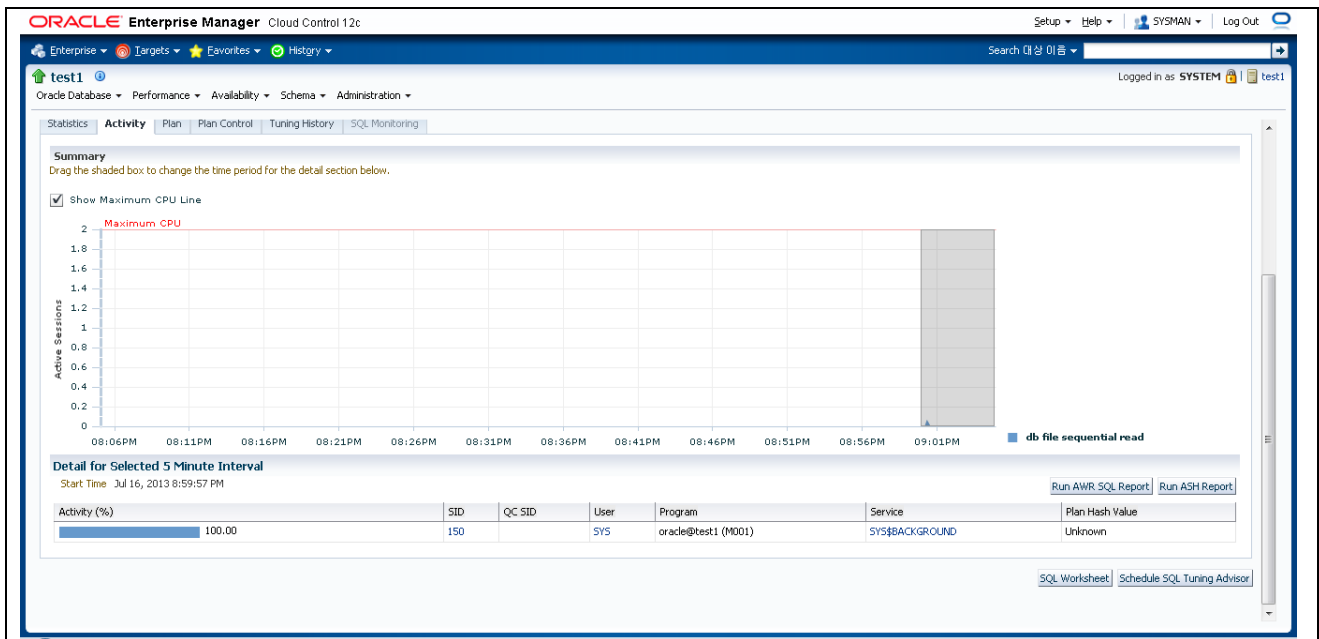 ORACLE Enterprise Manager Cloud Control 12c
Setup Help SYSMAN Log Out
Enterprise Targets Favorites History Search 대상 이름
test1 Logged in as SYSTEM test1
Oracle Database Performance Availability Schema Administration
Statistics Activity Plan Plan Control Tuning History SQL Monitoring
Summary
Drag the shaded box to change the time period for the detail section below.
Show Maximum CPU Line
Maximum CPU
2
1.8
1.6
1.4
1.2
1
0.8
0.6
0.4
0.2
0
Active Sessions
08:06PM 08:11PM 08:16PM 08:21PM 08:26PM 08:31PM 08:36PM 08:41PM 08:46PM 08:51PM 08:56PM 09:01PM
db file sequential read
Detail for Selected 5 Minute Interval
Start Time Jul 16, 2013 8:59:57 PM
Run AWR SQL Report Run ASH Report
Activity (%) SID QC SID User Program Service Plan Hash Value
100.00 150 SYS oracle@test1 (M001) SYS$BACKGROUND Unknown
SQL Worksheet Schedule SQL Tuning Advisor